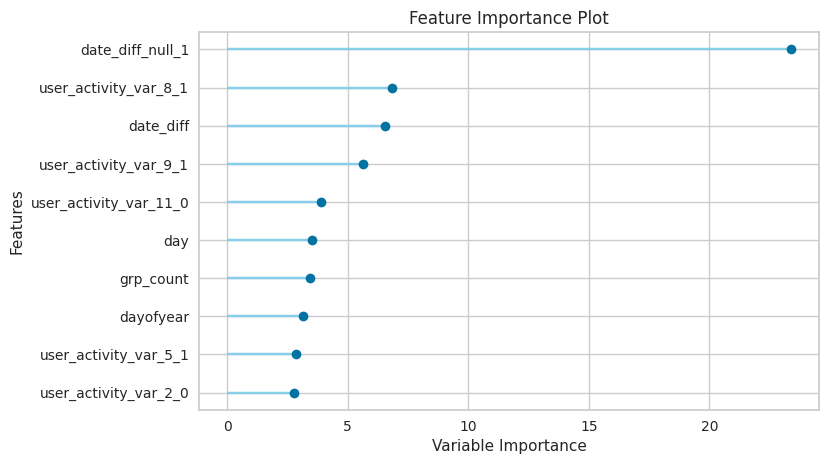 Feature Importance Plot
date_diff_null_1
user_activity_var_8_1
date_diff
user_activity_var_9_1
user_activity_var_11_0
day
grp_count
dayofyear
user_activity_var_5_1
user_activity_var_2_0
Features
0 5 10 15 20
Variable Importance